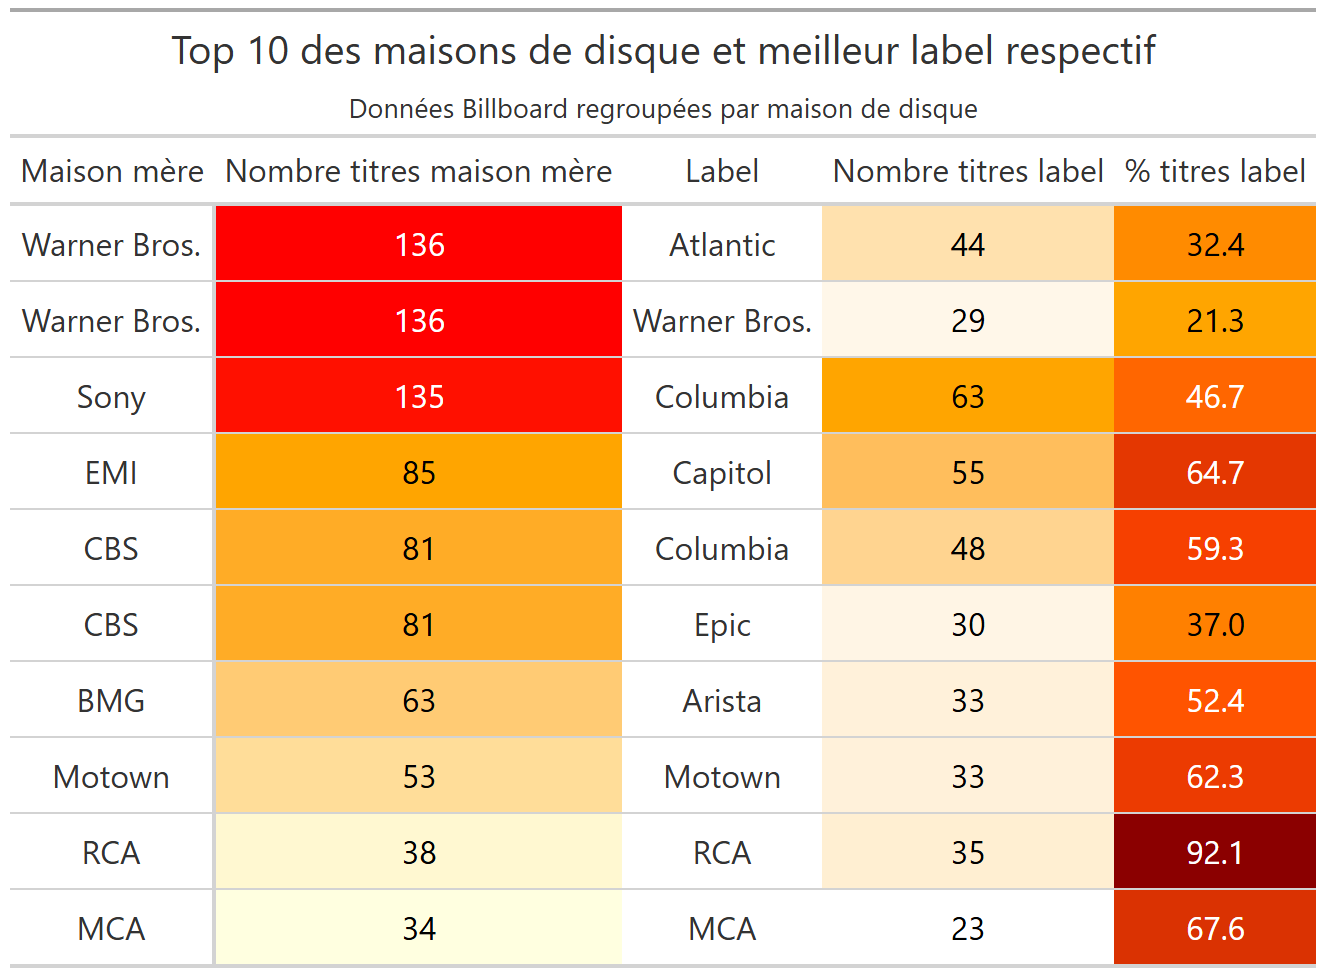 Top 10 des maisons de disque et meilleur label respectif
Données Billboard regroupées par maison de disque
Maison mère Nombre titres maison mère Label Nombre titres label % titres label
Warner Bros. 136 Atlantic 44 32.4
Warner Bros. 136 Warner Bros. 29 21.3
Sony 135 Columbia 63 46.7
EMI 85 Capitol 55 64.7
CBS 81 Columbia 48 59.3
CBS 81 Epic 30 37.0
BMG 63 Arista 33 52.4
Motown 53 Motown 33 62.3
RCA 38 RCA 35 92.1
MCA 34 MCA 23 67.6